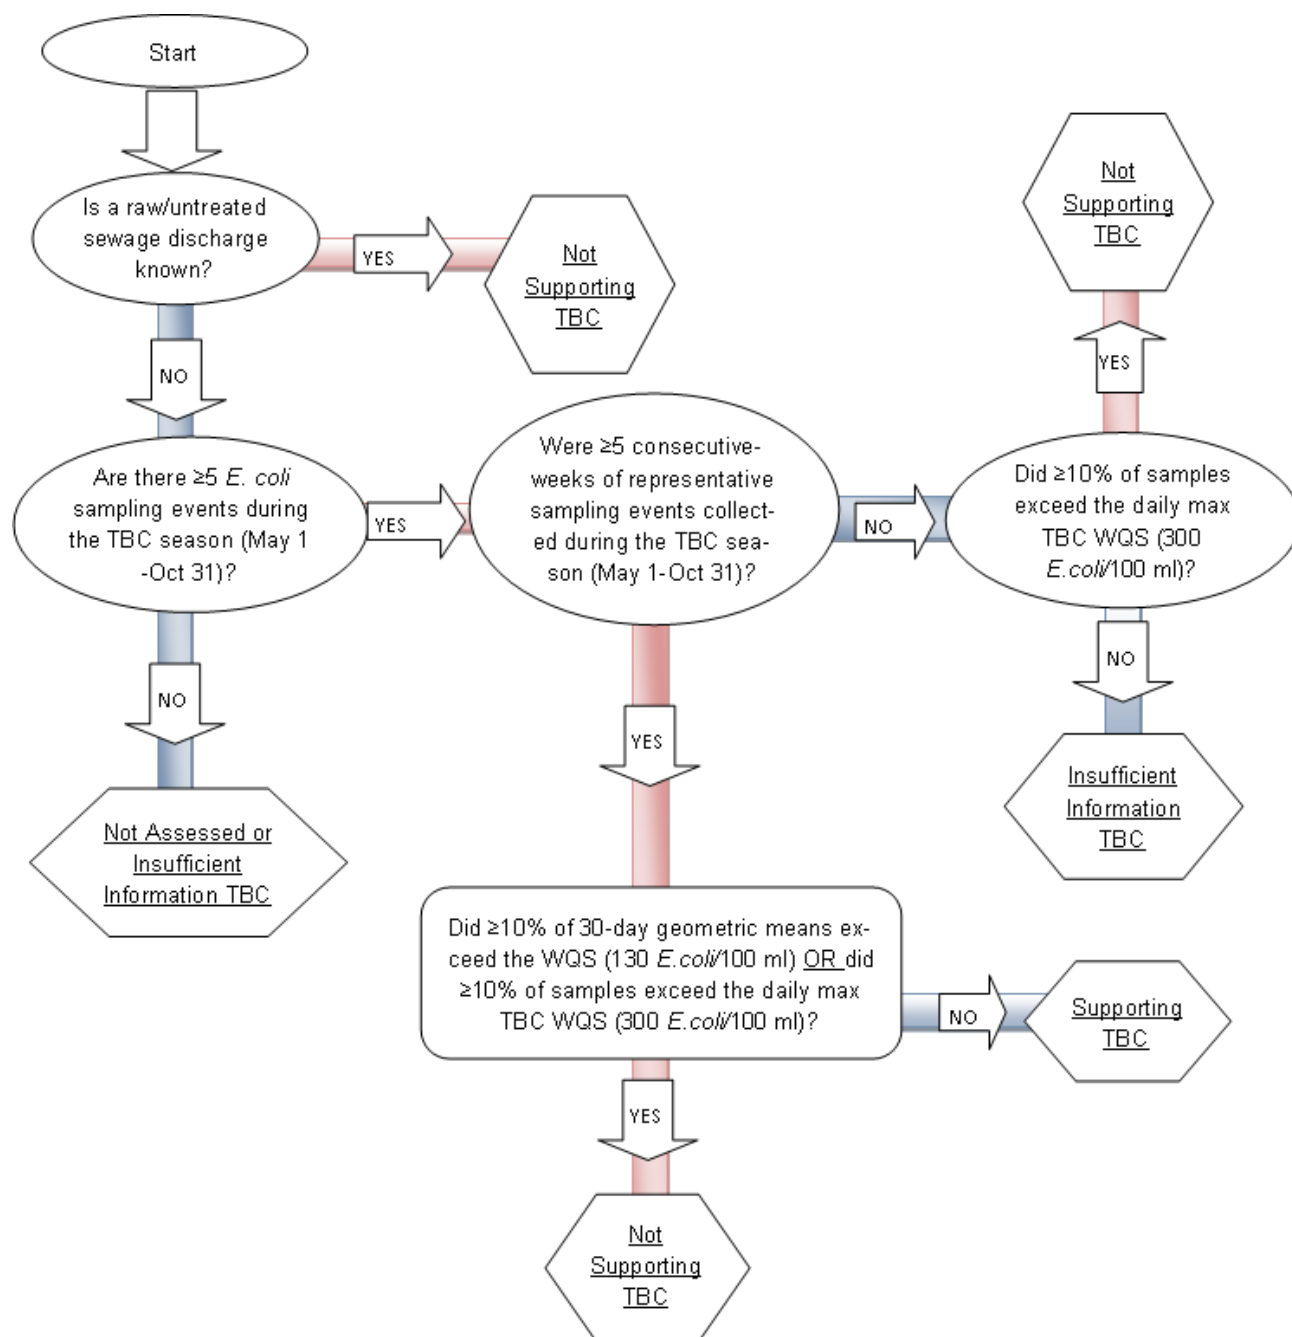 Start
Is a raw/untreated
sewage discharge
known?
YES
Not
Supporting
TBC
NO
Are there ≥5 E. coli
sampling events during
the TBC season (May 1
-Oct 31)?
YES
Were ≥5 consecutive-
weeks of representative
sampling events collect-
ed during the TBC sea-
son (May 1-Oct 31)?
NO
Did ≥10% of samples
exceed the daily max
TBC WQS (300
E.coli/100 ml)?
YES
Not
Supporting
TBC
NO
Insufficient
Information
TBC
NO
Not Assessed or
Insufficient
Information TBC
YES
Did ≥10% of 30-day geometric means ex-
ceed the WQS (130 E.coli/100 ml) OR did
≥10% of samples exceed the daily max
TBC WQS (300 E.coli/100 ml)?
NO
Supporting
TBC
YES
Not
Supporting
TBC